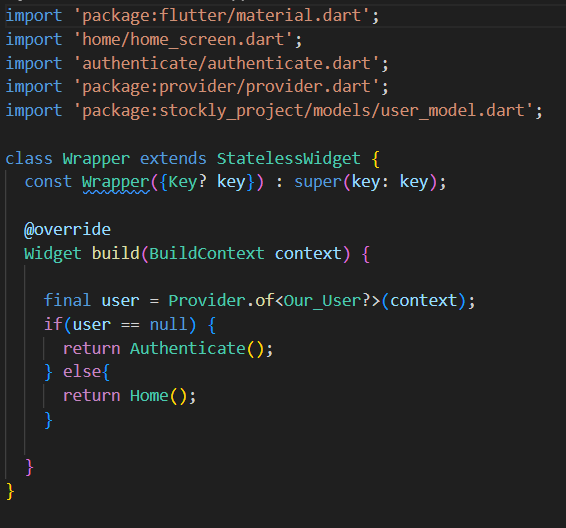 import 'package:flutter/material.dart';
import 'home/home_screen.dart';
import 'authenticate/authenticate.dart';
import 'package:provider/provider.dart';
import 'package:stockly_project/models/user_model.dart';
class Wrapper extends StatelessWidget {
const Wrapper({Key? key}) : super(key: key);
@override
Widget build(BuildContext context) {
final user = Provider.of<Our_User?>(context);
if(user == null) {
return Authenticate();
} else{
return Home();
}
}
}